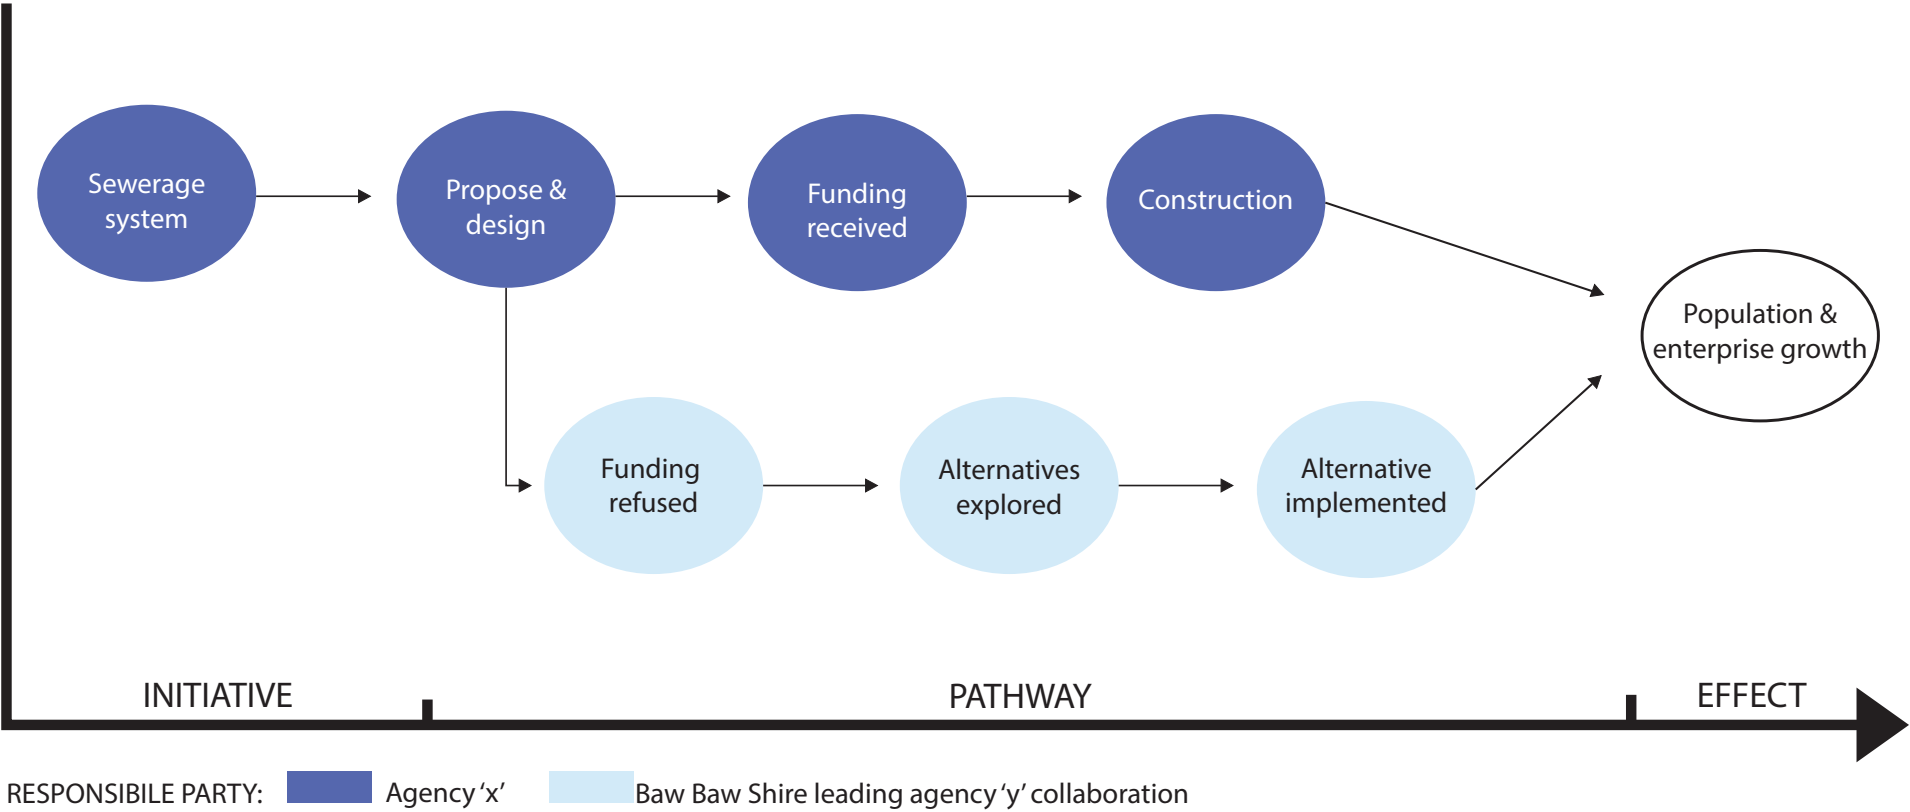 Sewerage
system
Propose &
design
Funding
received
Construction
Population &
enterprise growth
Funding
refused
Alternatives
explored
Alternative
implemented
INITIATIVE
PATHWAY
EFFECT
RESPONSIBILE PARTY: Agency 'x' Baw Baw Shire leading agency 'y' collaboration